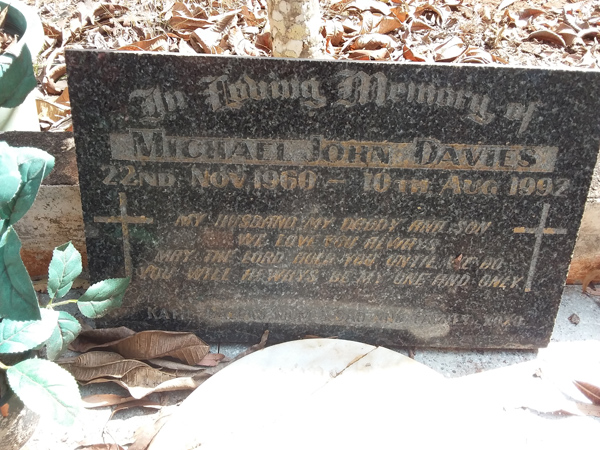 In Loving Memory of
MICHAEL JOHN DAVIES
22ND NOV 1960 - 10TH AUG 1992
MY HUSBAND MY DADDY AND SON
WE LOVE YOU ALWAYS
MAY THE LORD HOLD YOU UNTIL WE DO
YOU WILL ALWAYS BE MY ONE AND ONLY